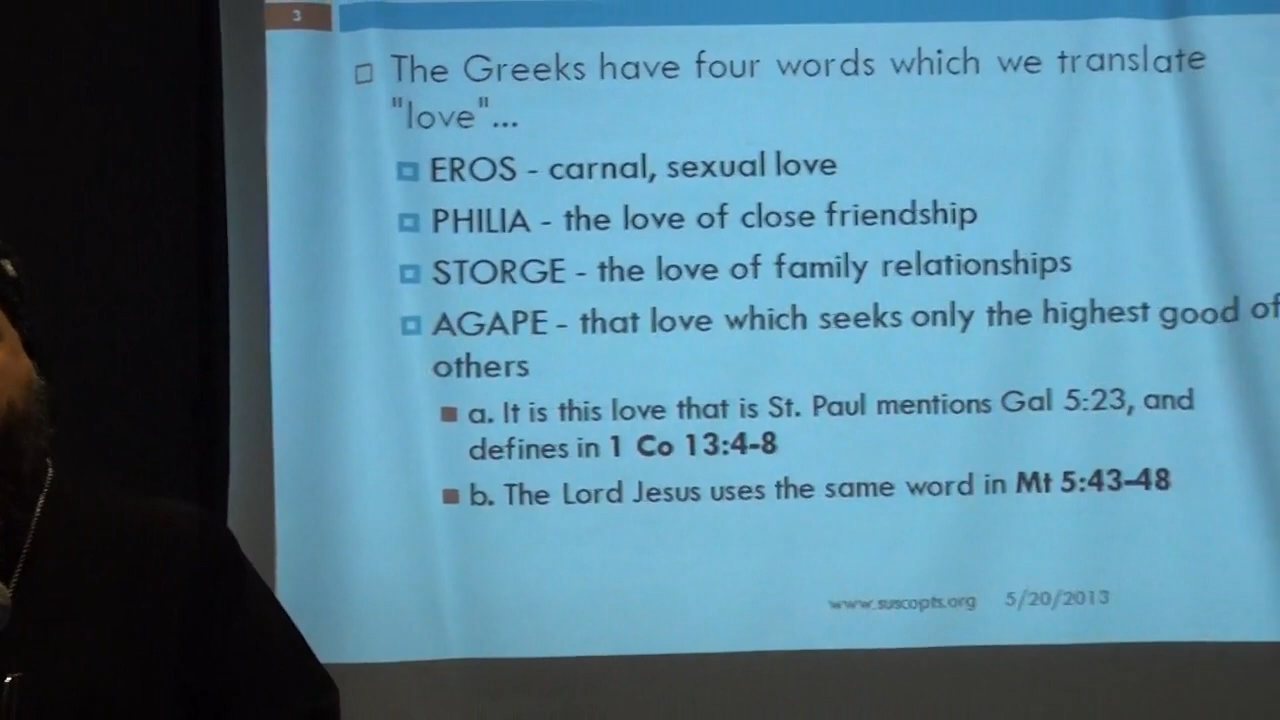 3
The Greeks have four words which we translate
"love"...
EROS - carnal, sexual love
PHILIA - the love of close friendship
STORGE - the love of family relationships
AGAPE - that love which seeks only the highest good of
others
a. It is this love that is St. Paul mentions Gal 5:23, and
defines in 1 Co 13:4-8
b. The Lord Jesus uses the same word in Mt 5:43-48
www.suscopts.org 5/20/2013